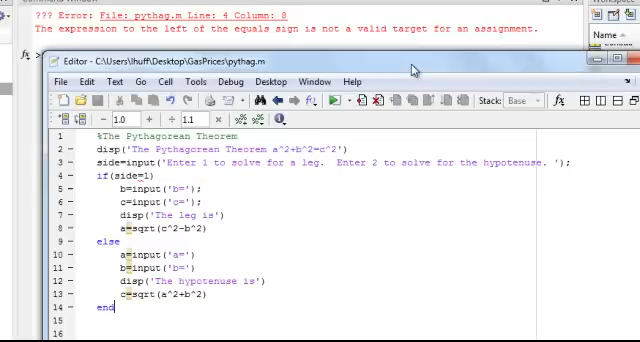 ??? Error: File: pythag.m Line: 4 Column: 8
The expression to the left of the equals sign is not a valid target for an assignment.
fx >
Name
Editor - C:\Users\lhuff\Desktop\GasPrices\pythag.m
File Edit Text Go Cell Tools Debug Desktop Window Help
Stack: Base fx
- 1.0 + ÷ 1.1 ×
1 %The Pythagorean Theorem
2 - disp('The Pythagorean Theorem a^2+b^2=c^2')
3 - side=input('Enter 1 to solve for a leg.  Enter 2 to solve for the hypotenuse. ');
4 - if(side=1)
5 - b=input('b=');
6 - c=input('c=');
7 - disp('The leg is')
8 - a=sqrt(c^2-b^2)
9 - else
10 - a=input('a=')
11 - b=input('b=')
12 - disp('The hypotenuse is')
13 - c=sqrt(a^2+b^2)
14 - end
15
16